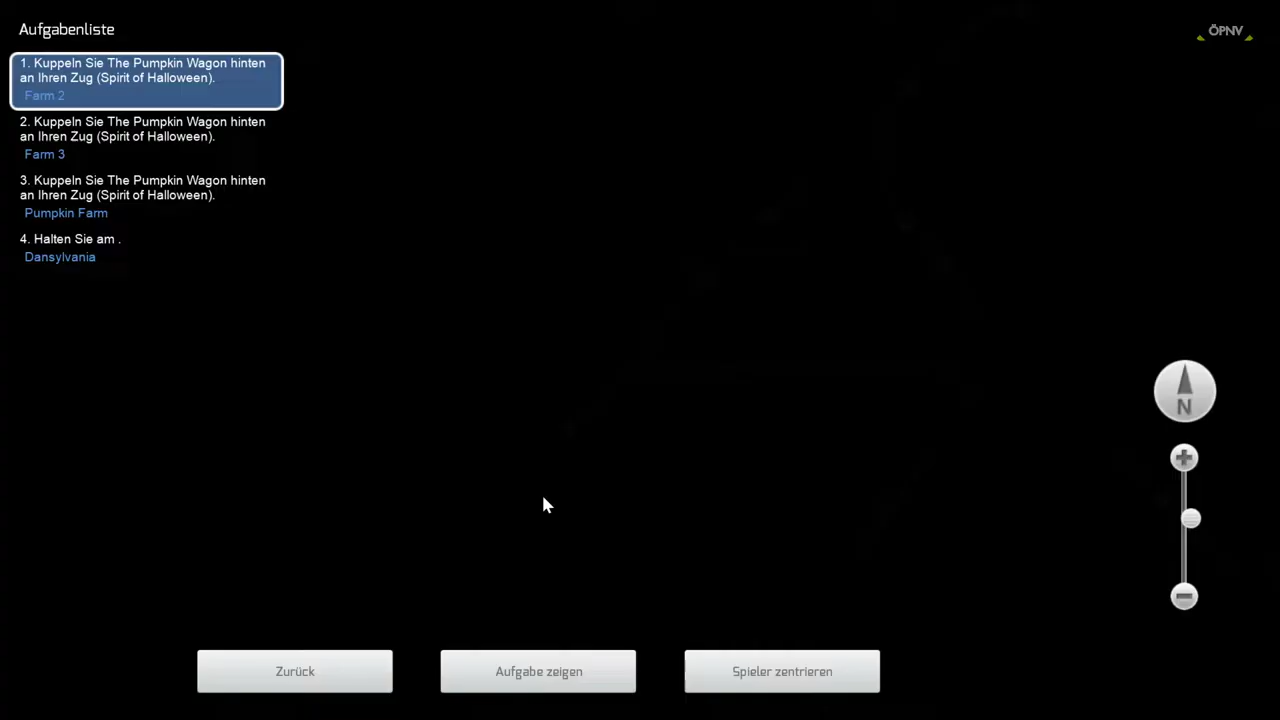 Aufgabenliste
ÖPNV
1. Kuppeln Sie The Pumpkin Wagon hinten
an Ihren Zug (Spirit of Halloween).
Farm 2
2. Kuppeln Sie The Pumpkin Wagon hinten
an Ihren Zug (Spirit of Halloween).
Farm 3
3. Kuppeln Sie The Pumpkin Wagon hinten
an Ihren Zug (Spirit of Halloween).
Pumpkin Farm
4. Halten Sie am .
Dansylvania
N
Zurück
Aufgabe zeigen
Spieler zentrieren